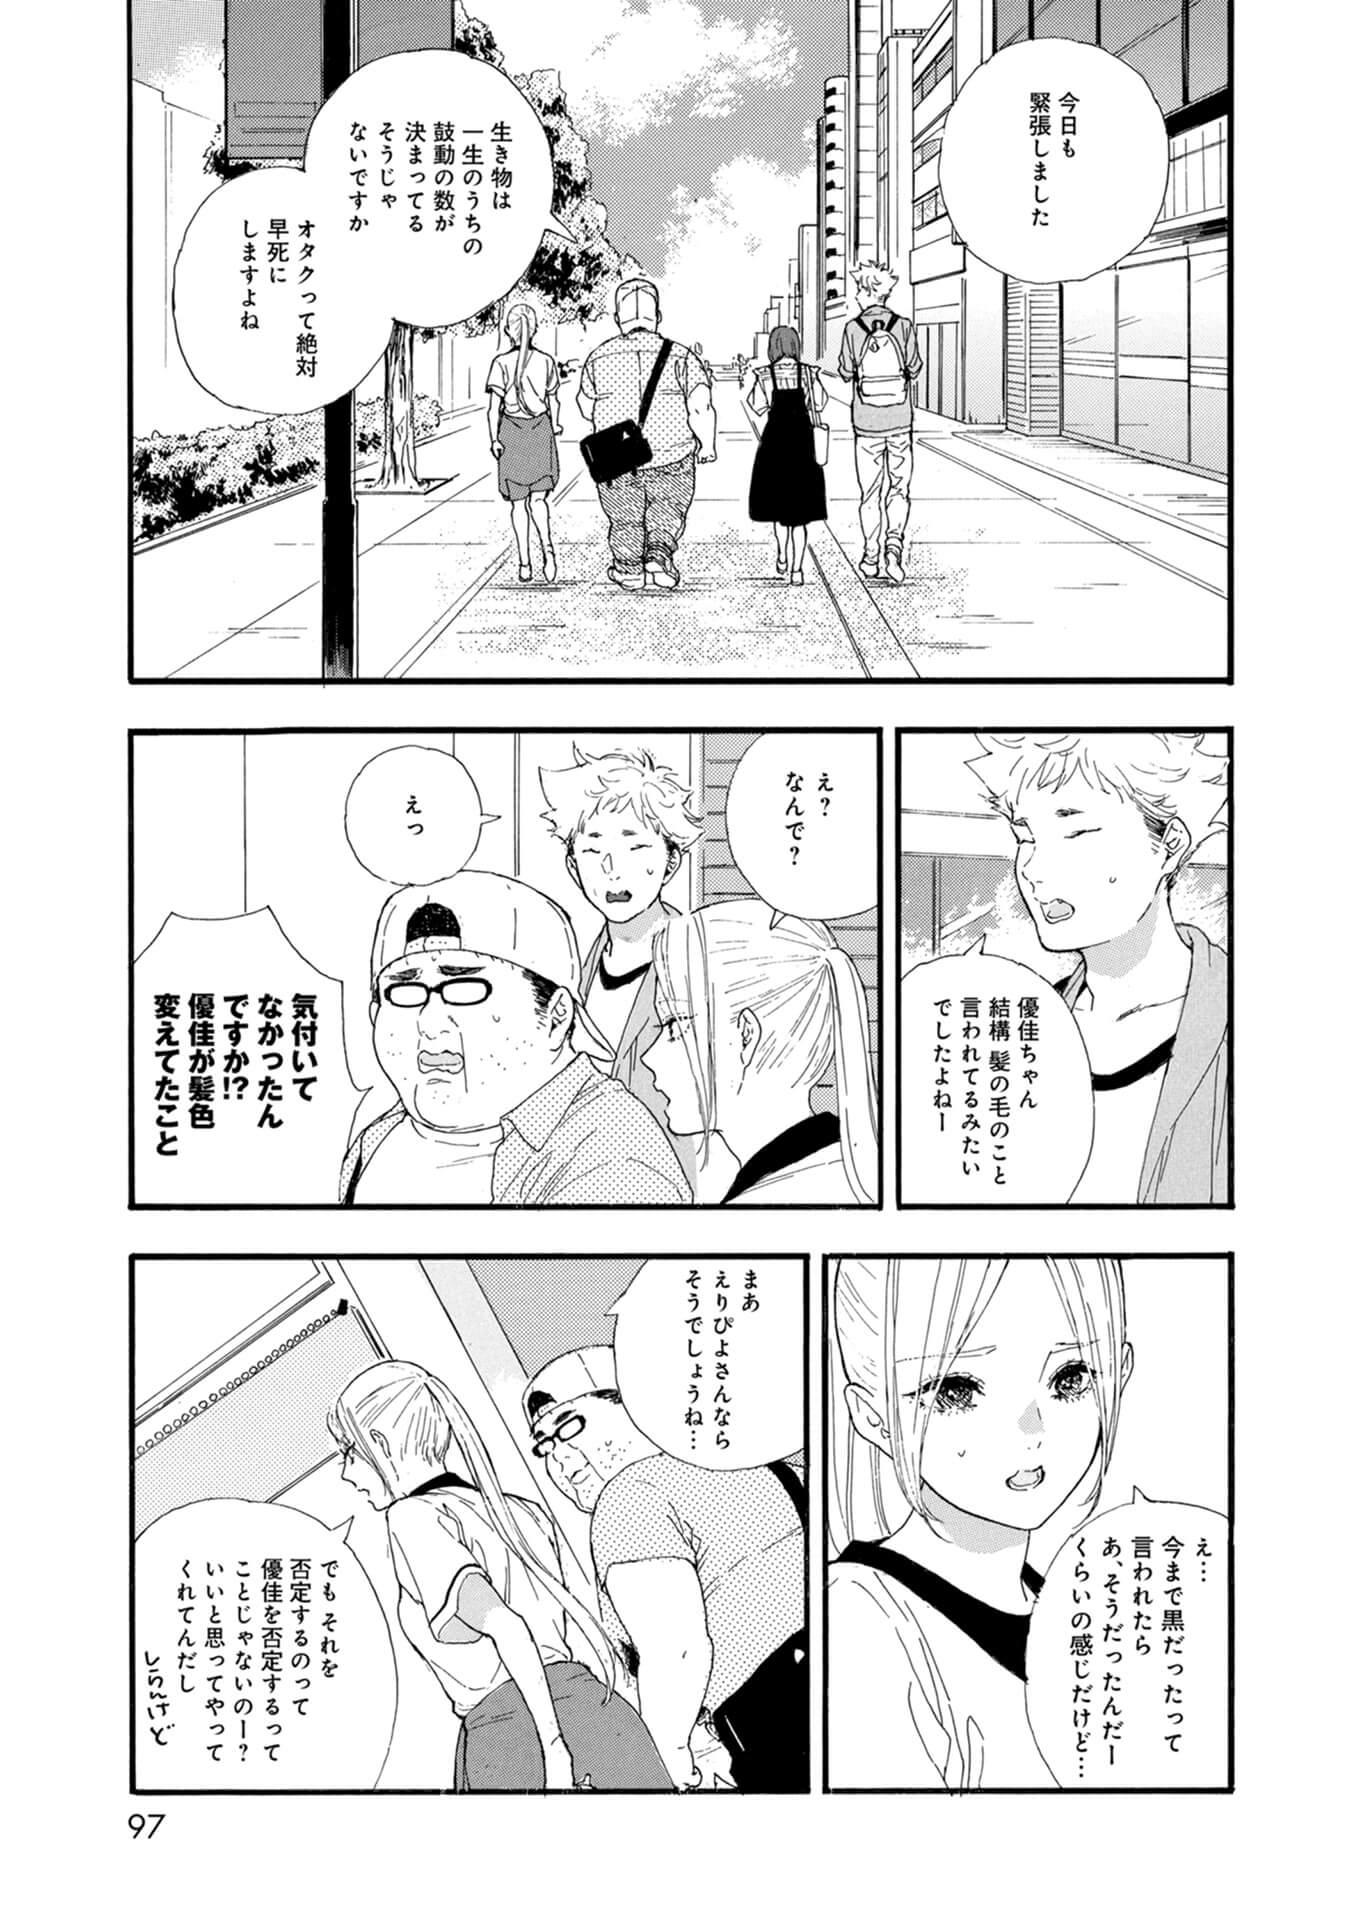 今日も
緊張しました
生き物は
一生のうちの
鼓動の数が
決まってる
そうじゃ
ないですか
オタクって絶対
早死に
しますよね
優佳ちゃん
結構 髪の毛のこと
言われてるみたい
でしたよねー
え?
なんで?
えっ
気付いて
なかったん
ですか!?
優佳が髪色
変えてたこと
え…
今まで黒だったって
言われたら
あ、そうだったんだー
くらいの感じだけど…
まあ
えりぴよさんなら
そうでしょうね…
でも それを
否定するのって
優佳を否定するって
ことじゃないのー?
いいと思ってやって
くれてんだし
しらんけど
97